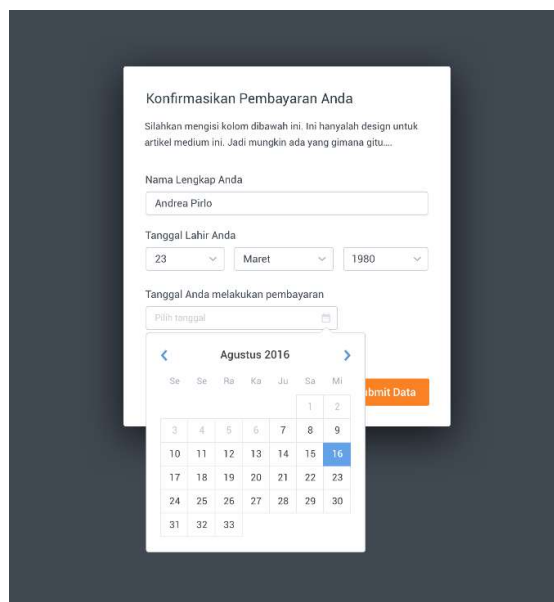 Konfirmasikan Pembayaran Anda
Silahkan mengisi kolom dibawah ini. Ini hanyalah design untuk
artikel medium ini. Jadi mungkin ada yang gimana gitu....
Nama Lengkap Anda
Andrea Pirlo
Tanggal Lahir Anda
23 Maret 1980
Tanggal Anda melakukan pembayaran
Pilih tanggal
Agustus 2016
Se Se Ra Ka Ju Sa Mi
1 2
3 4 5 6 7 8 9
10 11 12 13 14 15 16
17 18 19 20 21 22 23
24 25 26 27 28 29 30
31 32 33
bmit Data